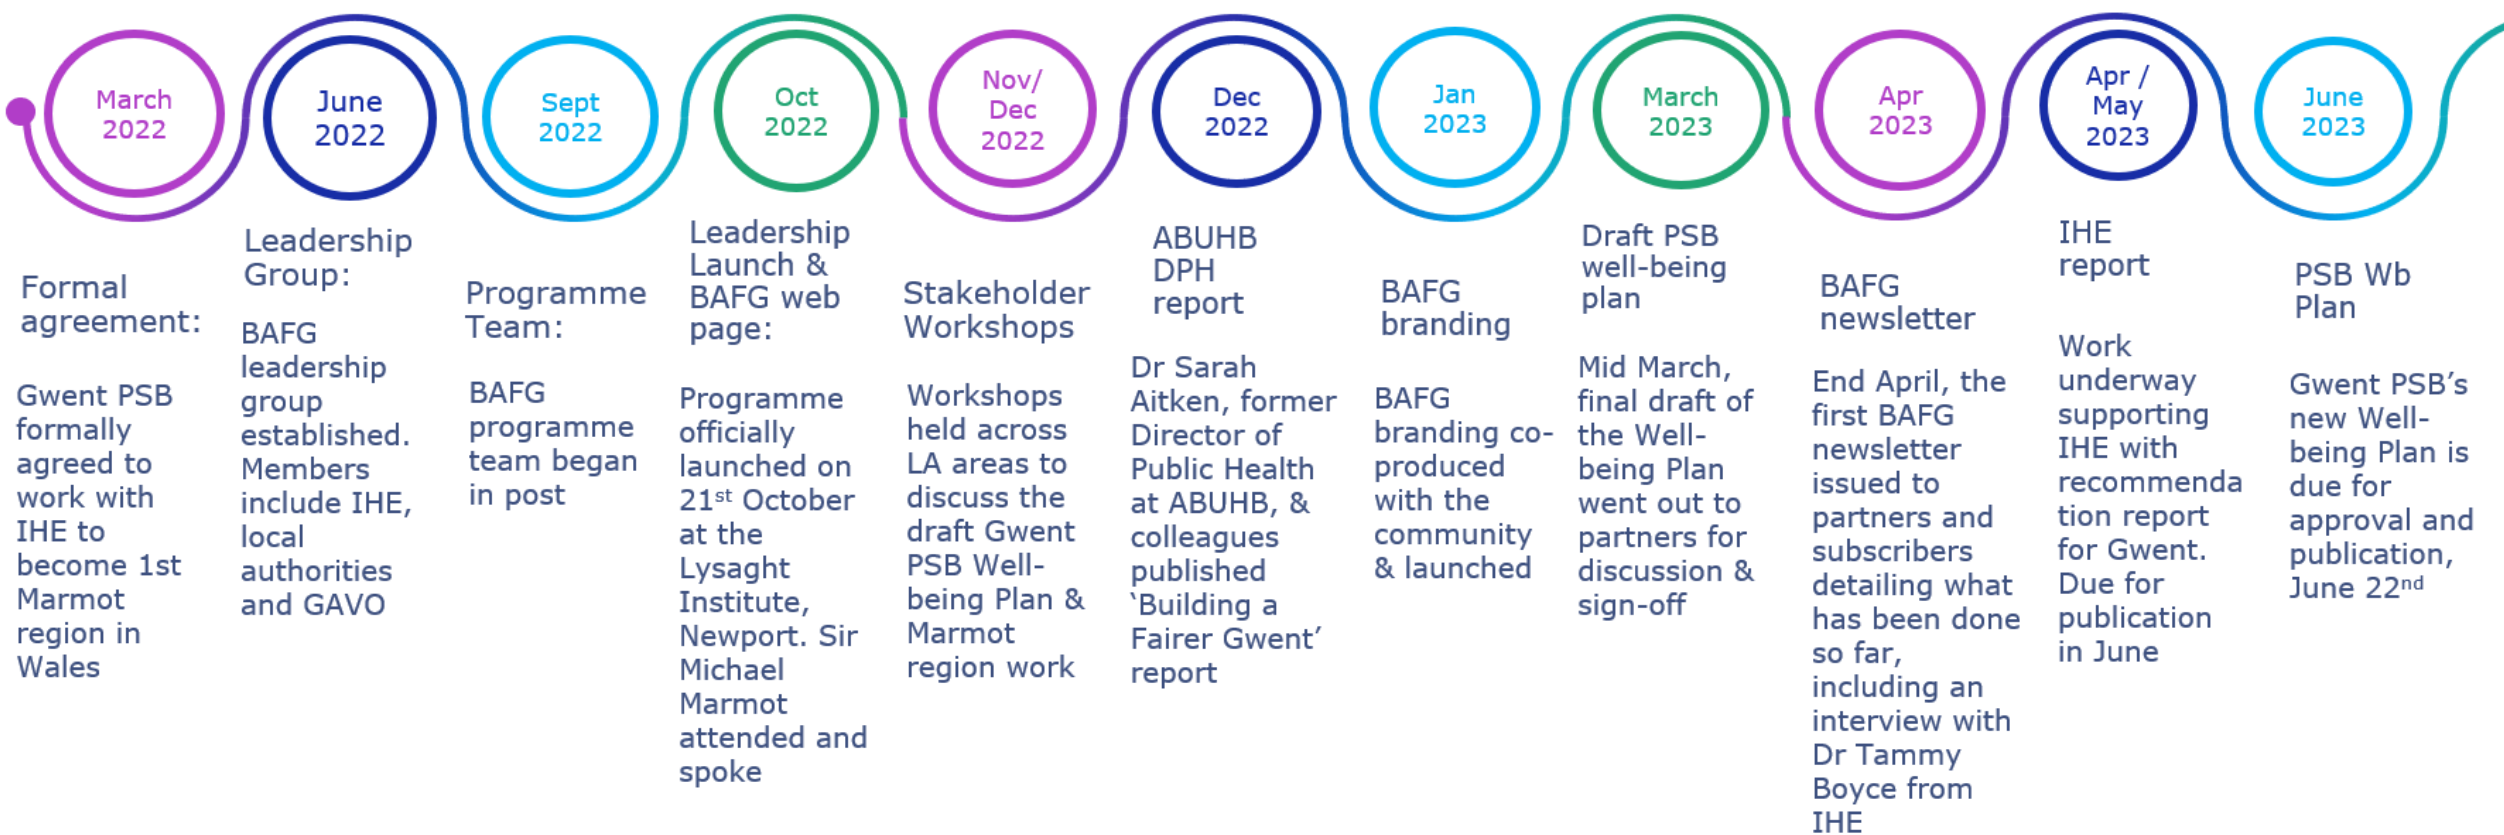 March
2022
Formal
agreement:
Gwent PSB
formally
agreed to
work with
IHE to
become 1st
Marmot
region in
Wales
June
2022
Leadership
Group:
BAFG
leadership
group
established.
Members
include IHE,
local
authorities
and GAVO
Sept
2022
Programme
Team:
BAFG
programme
team began
in post
Oct
2022
Leadership
Launch &
BAFG web
page:
Programme
officially
launched on
21st October
at the
Lysaght
Institute,
Newport. Sir
Michael
Marmot
attended and
spoke
Nov/
Dec
2022
Stakeholder
Workshops
Workshops
held across
LA areas to
discuss the
draft Gwent
PSB Well-
being Plan &
Marmot
region work
Dec
2022
ABUHB
DPH
report
Dr Sarah
Aitken, former
Director of
Public Health
at ABUHB, &
colleagues
published
‘Building a
Fairer Gwent’
report
Jan
2023
BAFG
branding
BAFG
branding co-
produced
with the
community
& launched
March
2023
Draft PSB
well-being
plan
Mid March,
final draft of
the Well-
being Plan
went out to
partners for
discussion &
sign-off
Apr
2023
BAFG
newsletter
End April, the
first BAFG
newsletter
issued to
partners and
subscribers
detailing what
has been done
so far,
including an
interview with
Dr Tammy
Boyce from
IHE
Apr /
May
2023
IHE
report
Work
underway
supporting
IHE with
recommenda
tion report
for Gwent.
Due for
publication
in June
June
2023
PSB Wb
Plan
Gwent PSB’s
new Well-
being Plan is
due for
approval and
publication,
June 22nd